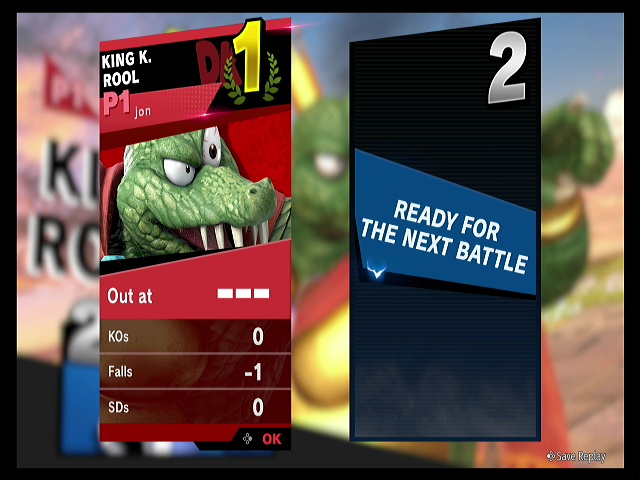 KING K.
ROOL
DK
1
P1 jon
Out at ---
KOs 0
Falls -1
SDs 0
OK
2
READY FOR
THE NEXT BATTLE
Save Replay